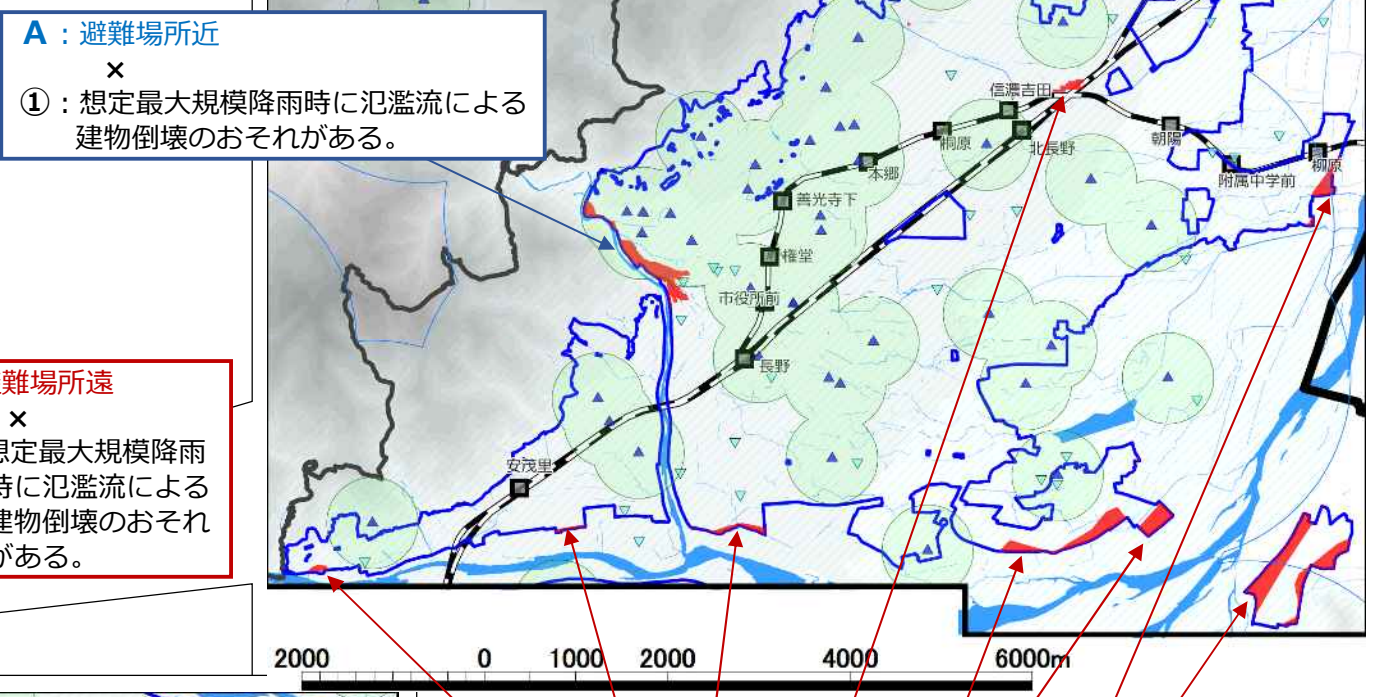 A：避難場所近
×
①：想定最大規模降雨時に氾濫流による
建物倒壊のおそれがある。
難場所遠
×
想定最大規模降雨
時に氾濫流による
建物倒壊のおそれ
がある。
信濃吉田
桐原
北長野
朝陽
附属中学前
柳原
本郷
善光寺下
権堂
市役所前
長野
安茂里
2000 0 1000 2000 4000 6000m